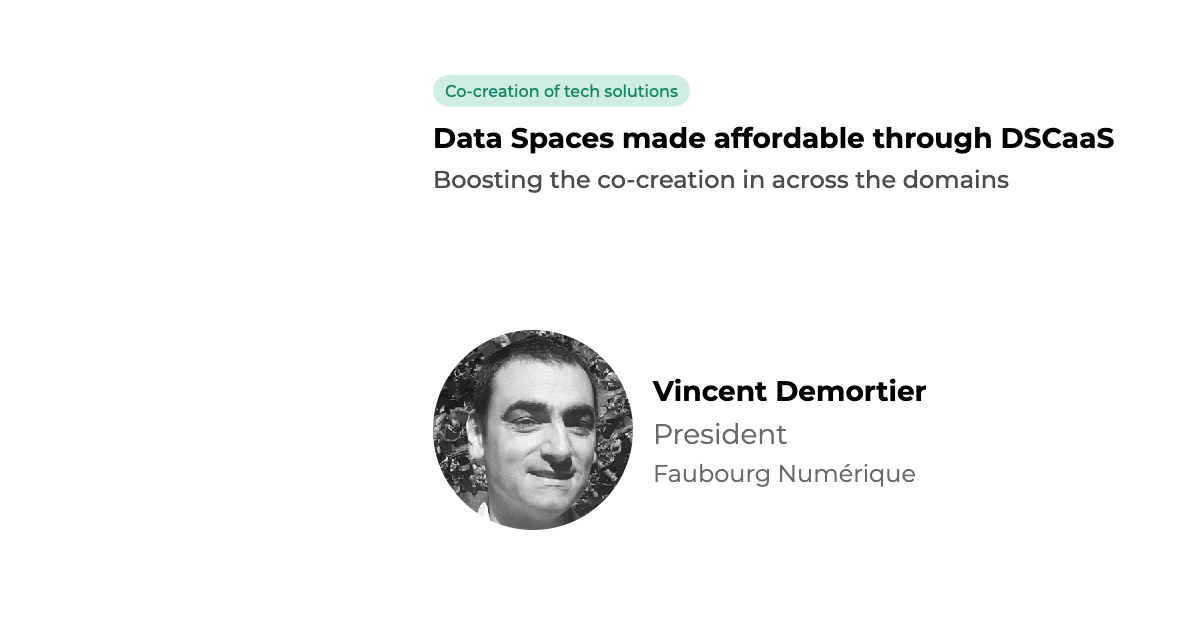 Co-creation of tech solutions
Data Spaces made affordable through DSCaaS
Boosting the co-creation in across the domains
Vincent Demortier
President
Faubourg Numérique